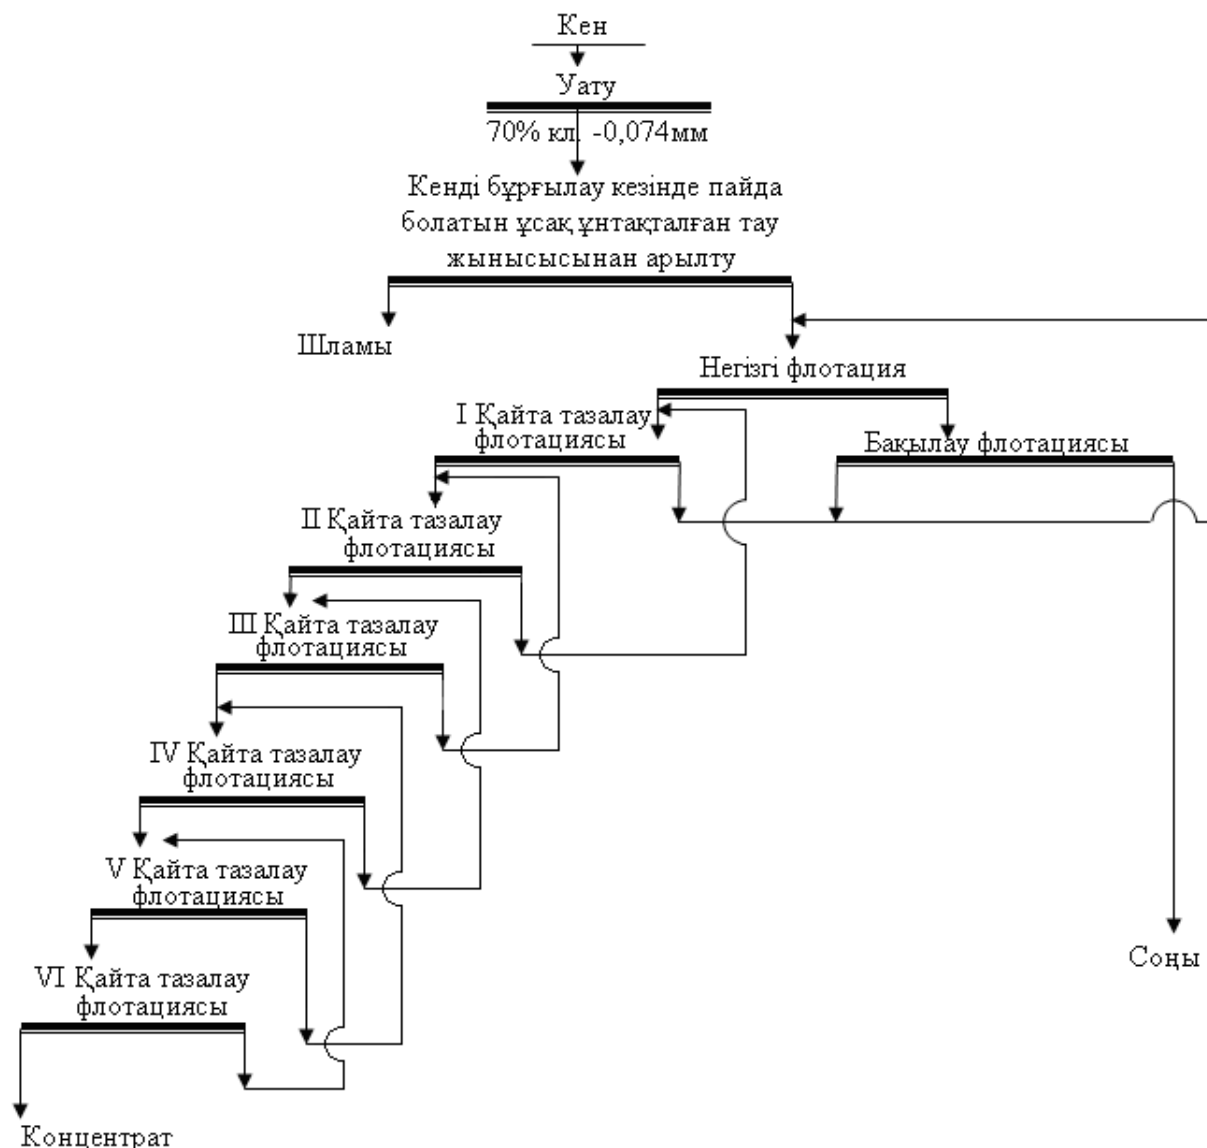 Кен
Уату
70% кл. -0,074мм
Кенді бұрғылау кезінде пайда
болатын ұсақ ұнтақталған тау
жынысысынан арылту
Шламы
Негізгі флотация
I Қайта тазалау
флотациясы
Бақылау флотациясы
II Қайта тазалау
флотациясы
III Қайта тазалау
флотациясы
IV Қайта тазалау
флотациясы
V Қайта тазалау
флотациясы
Соңы
VI Қайта тазалау
флотациясы
Концентрат